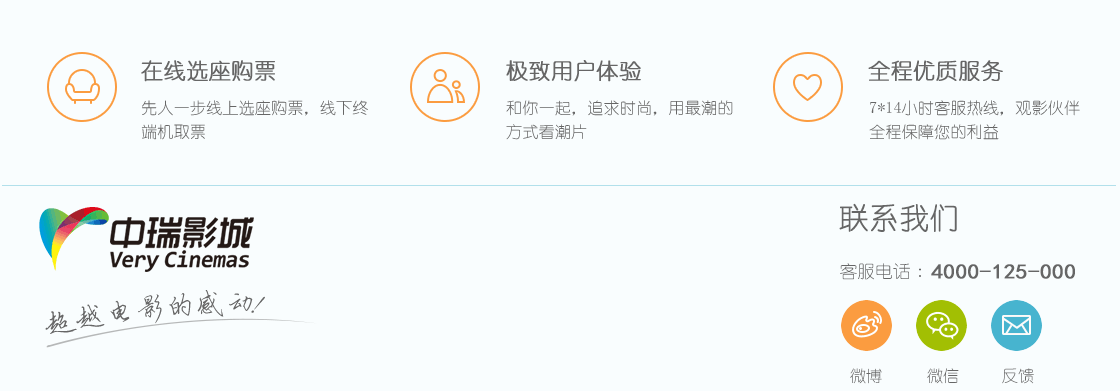 在线选座购票
先人一步线上选座购票，线下终
端机取票
极致用户体验
和你一起，追求时尚，用最潮的
方式看潮片
全程优质服务
7*14小时客服热线，观影伙伴
全程保障您的利益
中瑞影城
Very Cinemas
超越电影的感动!
联系我们
客服电话：4000-125-000
微博
微信
反馈